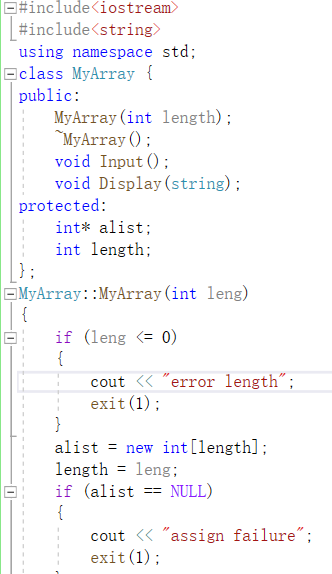 #include<iostream>
#include<string>
using namespace std;
class MyArray {
public:
    MyArray(int length);
    ~MyArray();
    void Input();
    void Display(string);
protected:
    int* alist;
    int length;
};
MyArray::MyArray(int leng)
{
    if (leng <= 0)
    {
        cout << "error length";
        exit(1);
    }
    alist = new int[length];
    length = leng;
    if (alist == NULL)
    {
        cout << "assign failure";
        exit(1);